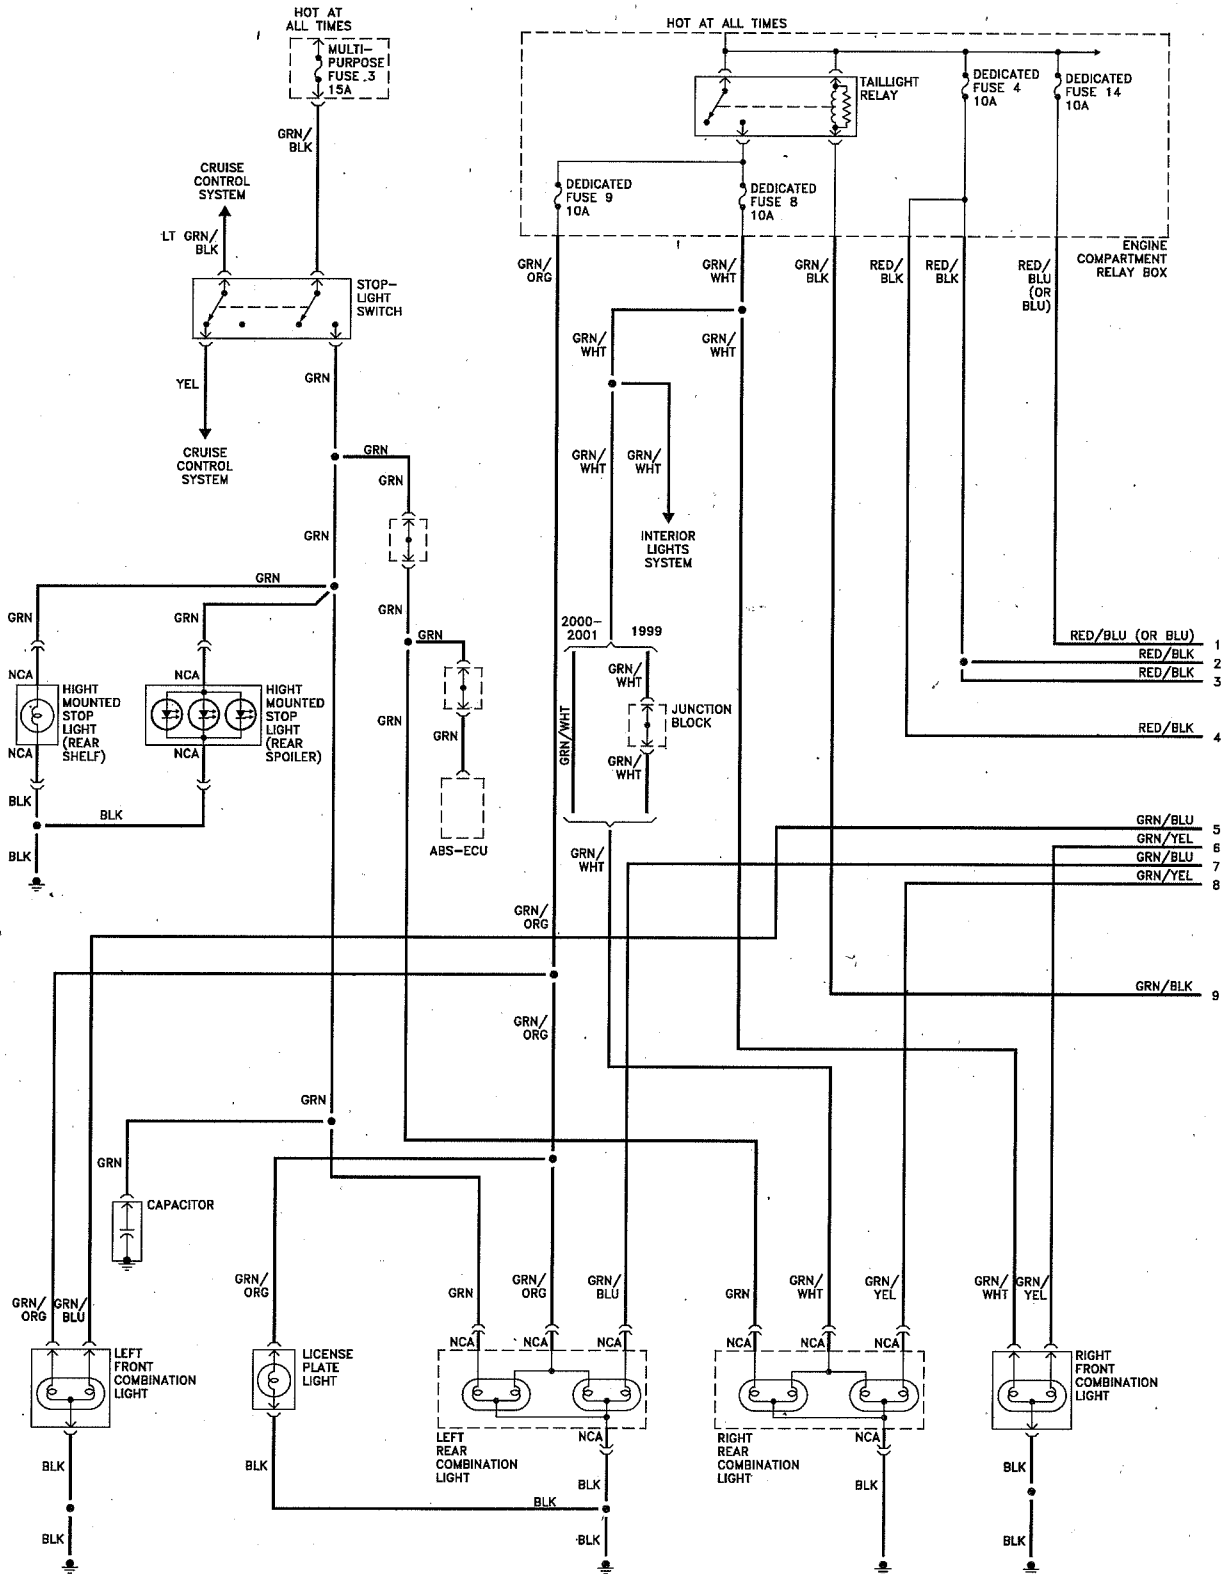 HOT AT
ALL TIMES
MULTI-
PURPOSE
FUSE 3
15A
GRN/
BLK
CRUISE
CONTROL
SYSTEM
LT GRN/
BLK
STOP-
LIGHT
SWITCH
YEL
GRN
CRUISE
CONTROL
SYSTEM
GRN
GRN
GRN
GRN
GRN
GRN
GRN
GRN
GRN
NCA
NCA
HIGHT
MOUNTED
STOP
LIGHT
(REAR
SHELF)
HIGHT
MOUNTED
STOP
LIGHT
(REAR
SPOILER)
NCA
NCA
BLK
BLK
BLK
GRN
GRN
ABS-ECU
HOT AT ALL TIMES
TAILLIGHT
RELAY
DEDICATED
FUSE 4
10A
DEDICATED
FUSE 14
10A
DEDICATED
FUSE 9
10A
DEDICATED
FUSE 8
10A
ENGINE
COMPARTMENT
RELAY BOX
GRN/
ORG
GRN/
WHT
GRN/
BLK
RED/
BLK
RED/
BLK
RED/
BLU
(OR
BLU)
GRN/
WHT
GRN/
WHT
GRN/
WHT
GRN/
WHT
INTERIOR
LIGHTS
SYSTEM
2000-
2001
1999
GRN/WHT
GRN/
WHT
JUNCTION
BLOCK
GRN/
WHT
GRN/
WHT
RED/BLU (OR BLU) 1
RED/BLK 2
RED/BLK 3
RED/BLK 4
GRN/BLU 5
GRN/YEL 6
GRN/BLU 7
GRN/YEL 8
GRN/BLK 9
GRN/
ORG
GRN/
ORG
GRN
GRN
CAPACITOR
GRN/
ORG
GRN/
BLU
GRN/
ORG
GRN
GRN/
ORG
GRN/
BLU
GRN
GRN/
WHT
GRN/
YEL
GRN/
WHT
GRN/
YEL
NCA
NCA
NCA
NCA
NCA
NCA
LEFT
FRONT
COMBINATION
LIGHT
LICENSE
PLATE
LIGHT
RIGHT
FRONT
COMBINATION
LIGHT
LEFT
REAR
COMBINATION
LIGHT
NCA
RIGHT
REAR
COMBINATION
LIGHT
NCA
BLK
BLK
BLK
BLK
BLK
BLK
BLK
BLK
BLK
BLK